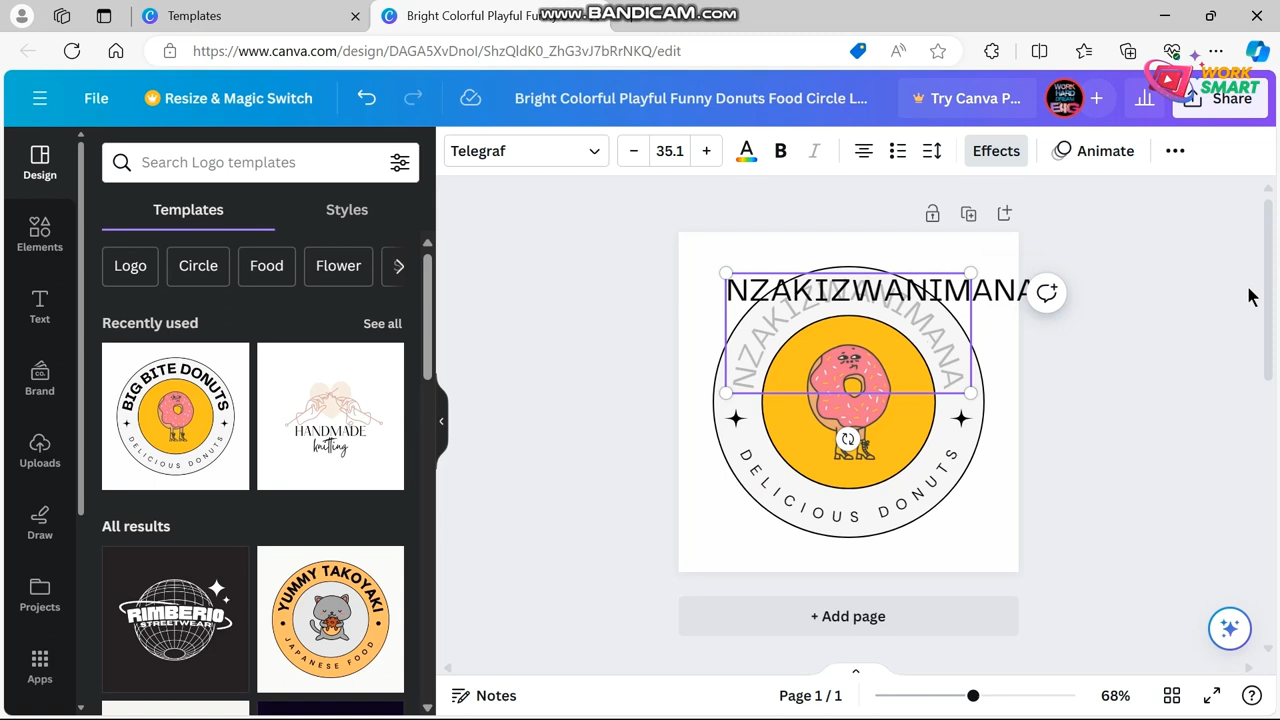 Templates
Bright Colorful Playful Fu
www.BANDICAM.com
https://www.canva.com/design/DAGA5XvDnoI/ShzQldK0_ZhG3vJ7bRrNKQ/edit
WORK SMART
File
Resize & Magic Switch
Bright Colorful Playful Funny Donuts Food Circle L...
Try Canva P...
Share
Design
Elements
Text
Brand
Uploads
Draw
Projects
Apps
Search Logo templates
Templates
Styles
Logo
Circle
Food
Flower
Recently used
See all
BIG BITE DONUTS
DELICIOUS DONUTS
HANDMADE
knitting
All results
RIMBERIO
STREETWEAR
YUMMY TAKOYAKI
JAPANESE FOOD
Telegraf
35.1
A
B
I
Effects
Animate
NZAKIZWANIMANA
NZAKIZWANIMANA
DELICIOUS DONUTS
+ Add page
Notes
Page 1 / 1
68%